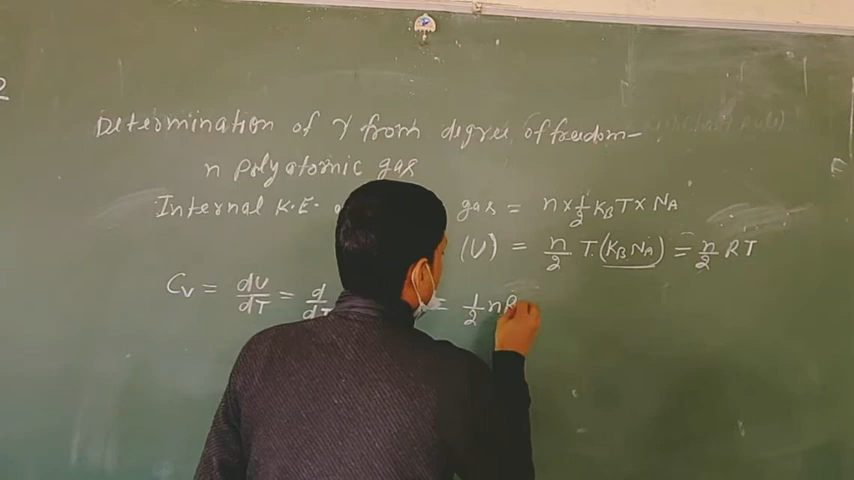 Determination of γ from degree of freedom—
n Polyatomic gas
Internal K.E. gas = n × 1/2 K_B T × N_A
(U) = n/2 T. (K_B N_A) = n/2 RT
C_V = dU/dT = d/dT = 1/2 nR